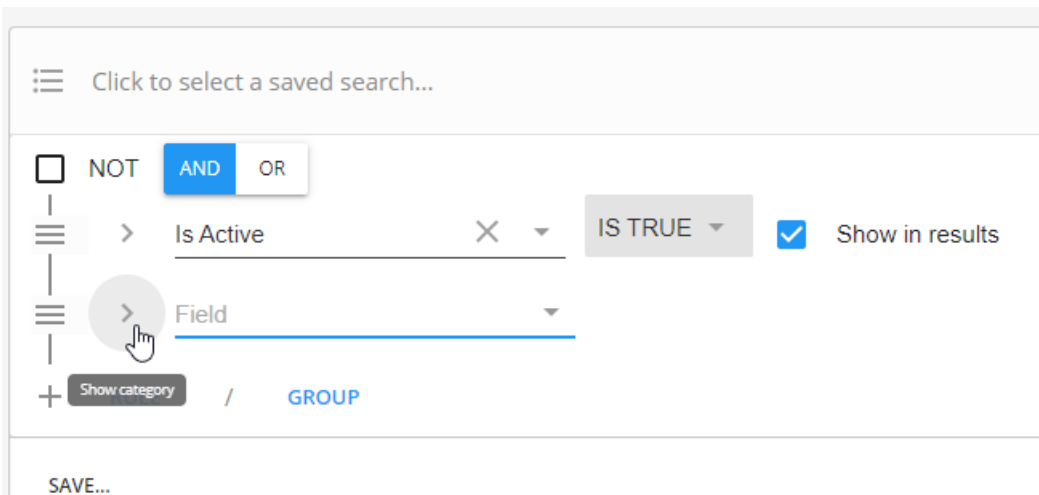 Click to select a saved search...
NOT AND OR
Is Active IS TRUE Show in results
Field
Show category / GROUP
SAVE...